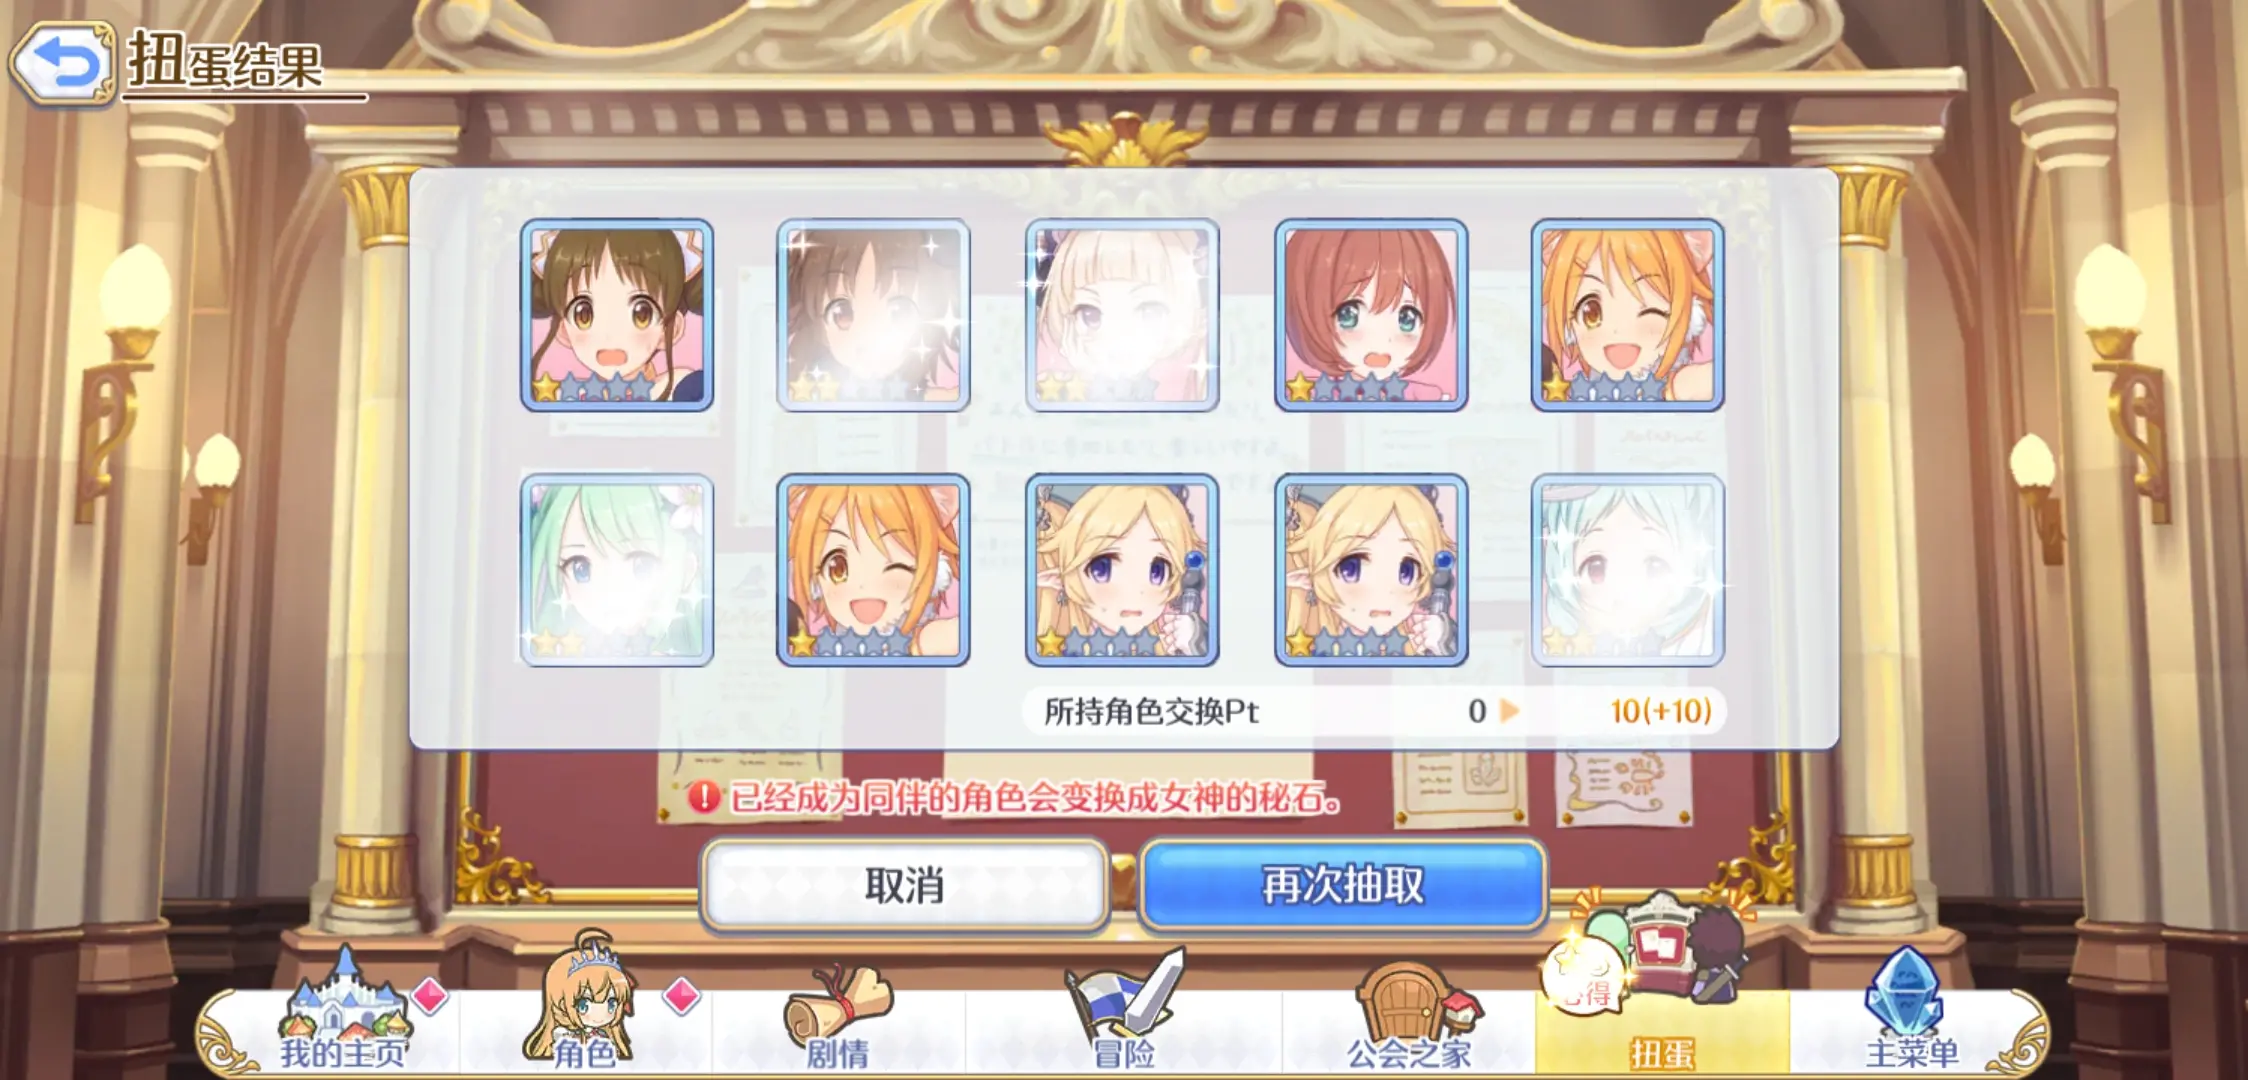 扭蛋结果
所持角色交换Pt 0 10(+10)
已经成为同伴的角色会变换成女神的秘石。
取消
再次抽取
我的主页
角色
剧情
冒险
公会之家
扭蛋
主菜单